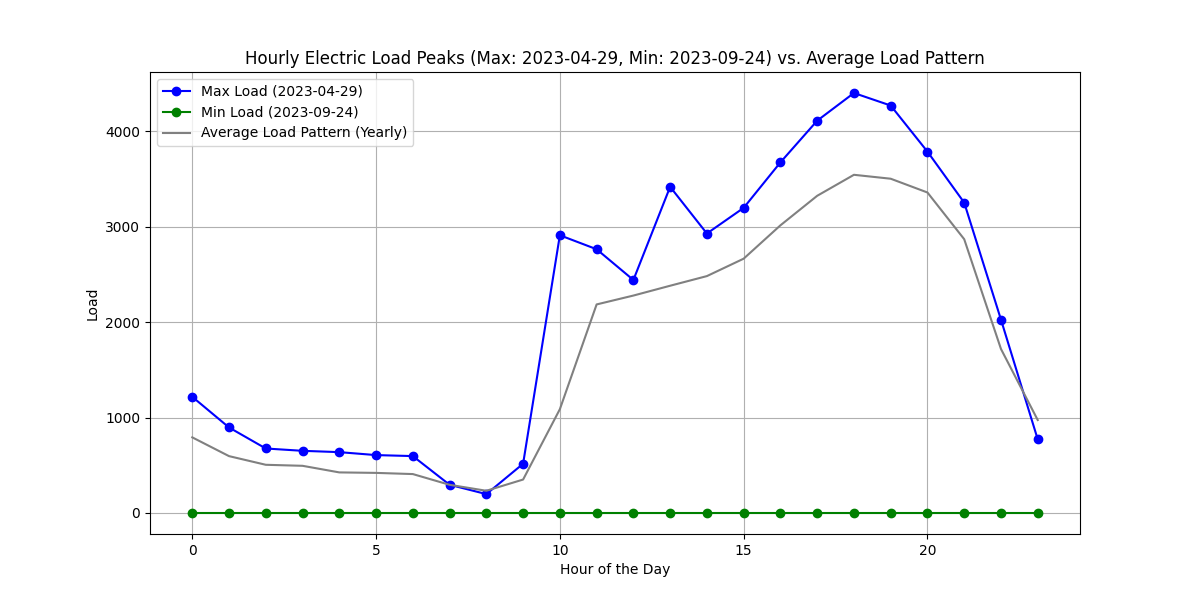 Hourly Electric Load Peaks (Max: 2023-04-29, Min: 2023-09-24) vs. Average Load Pattern
Max Load (2023-04-29)
Min Load (2023-09-24)
Average Load Pattern (Yearly)
Load
4000
3000
2000
1000
0
0 5 10 15 20
Hour of the Day